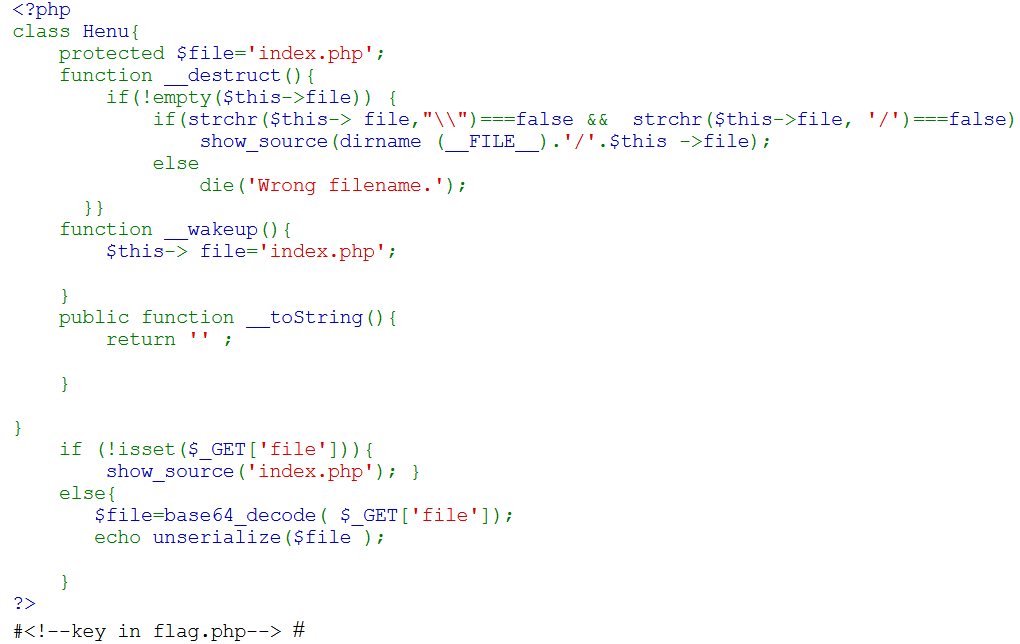 <?php
class Henu{
protected $file='index.php';
function __destruct(){
if(!empty($this->file)) {
if(strchr($this-> file,"\\")===false && strchr($this->file, '/')===false)
show_source(dirname (__FILE__).'/'.$this ->file);
else
die('Wrong filename.');
}}
function __wakeup(){
$this-> file='index.php';
}
public function __toString(){
return '' ;
}
}
if (!isset($_GET['file'])){
show_source('index.php'); }
else{
$file=base64_decode( $_GET['file']);
echo unserialize($file );
}
?>
#<!--key in flag.php--> #